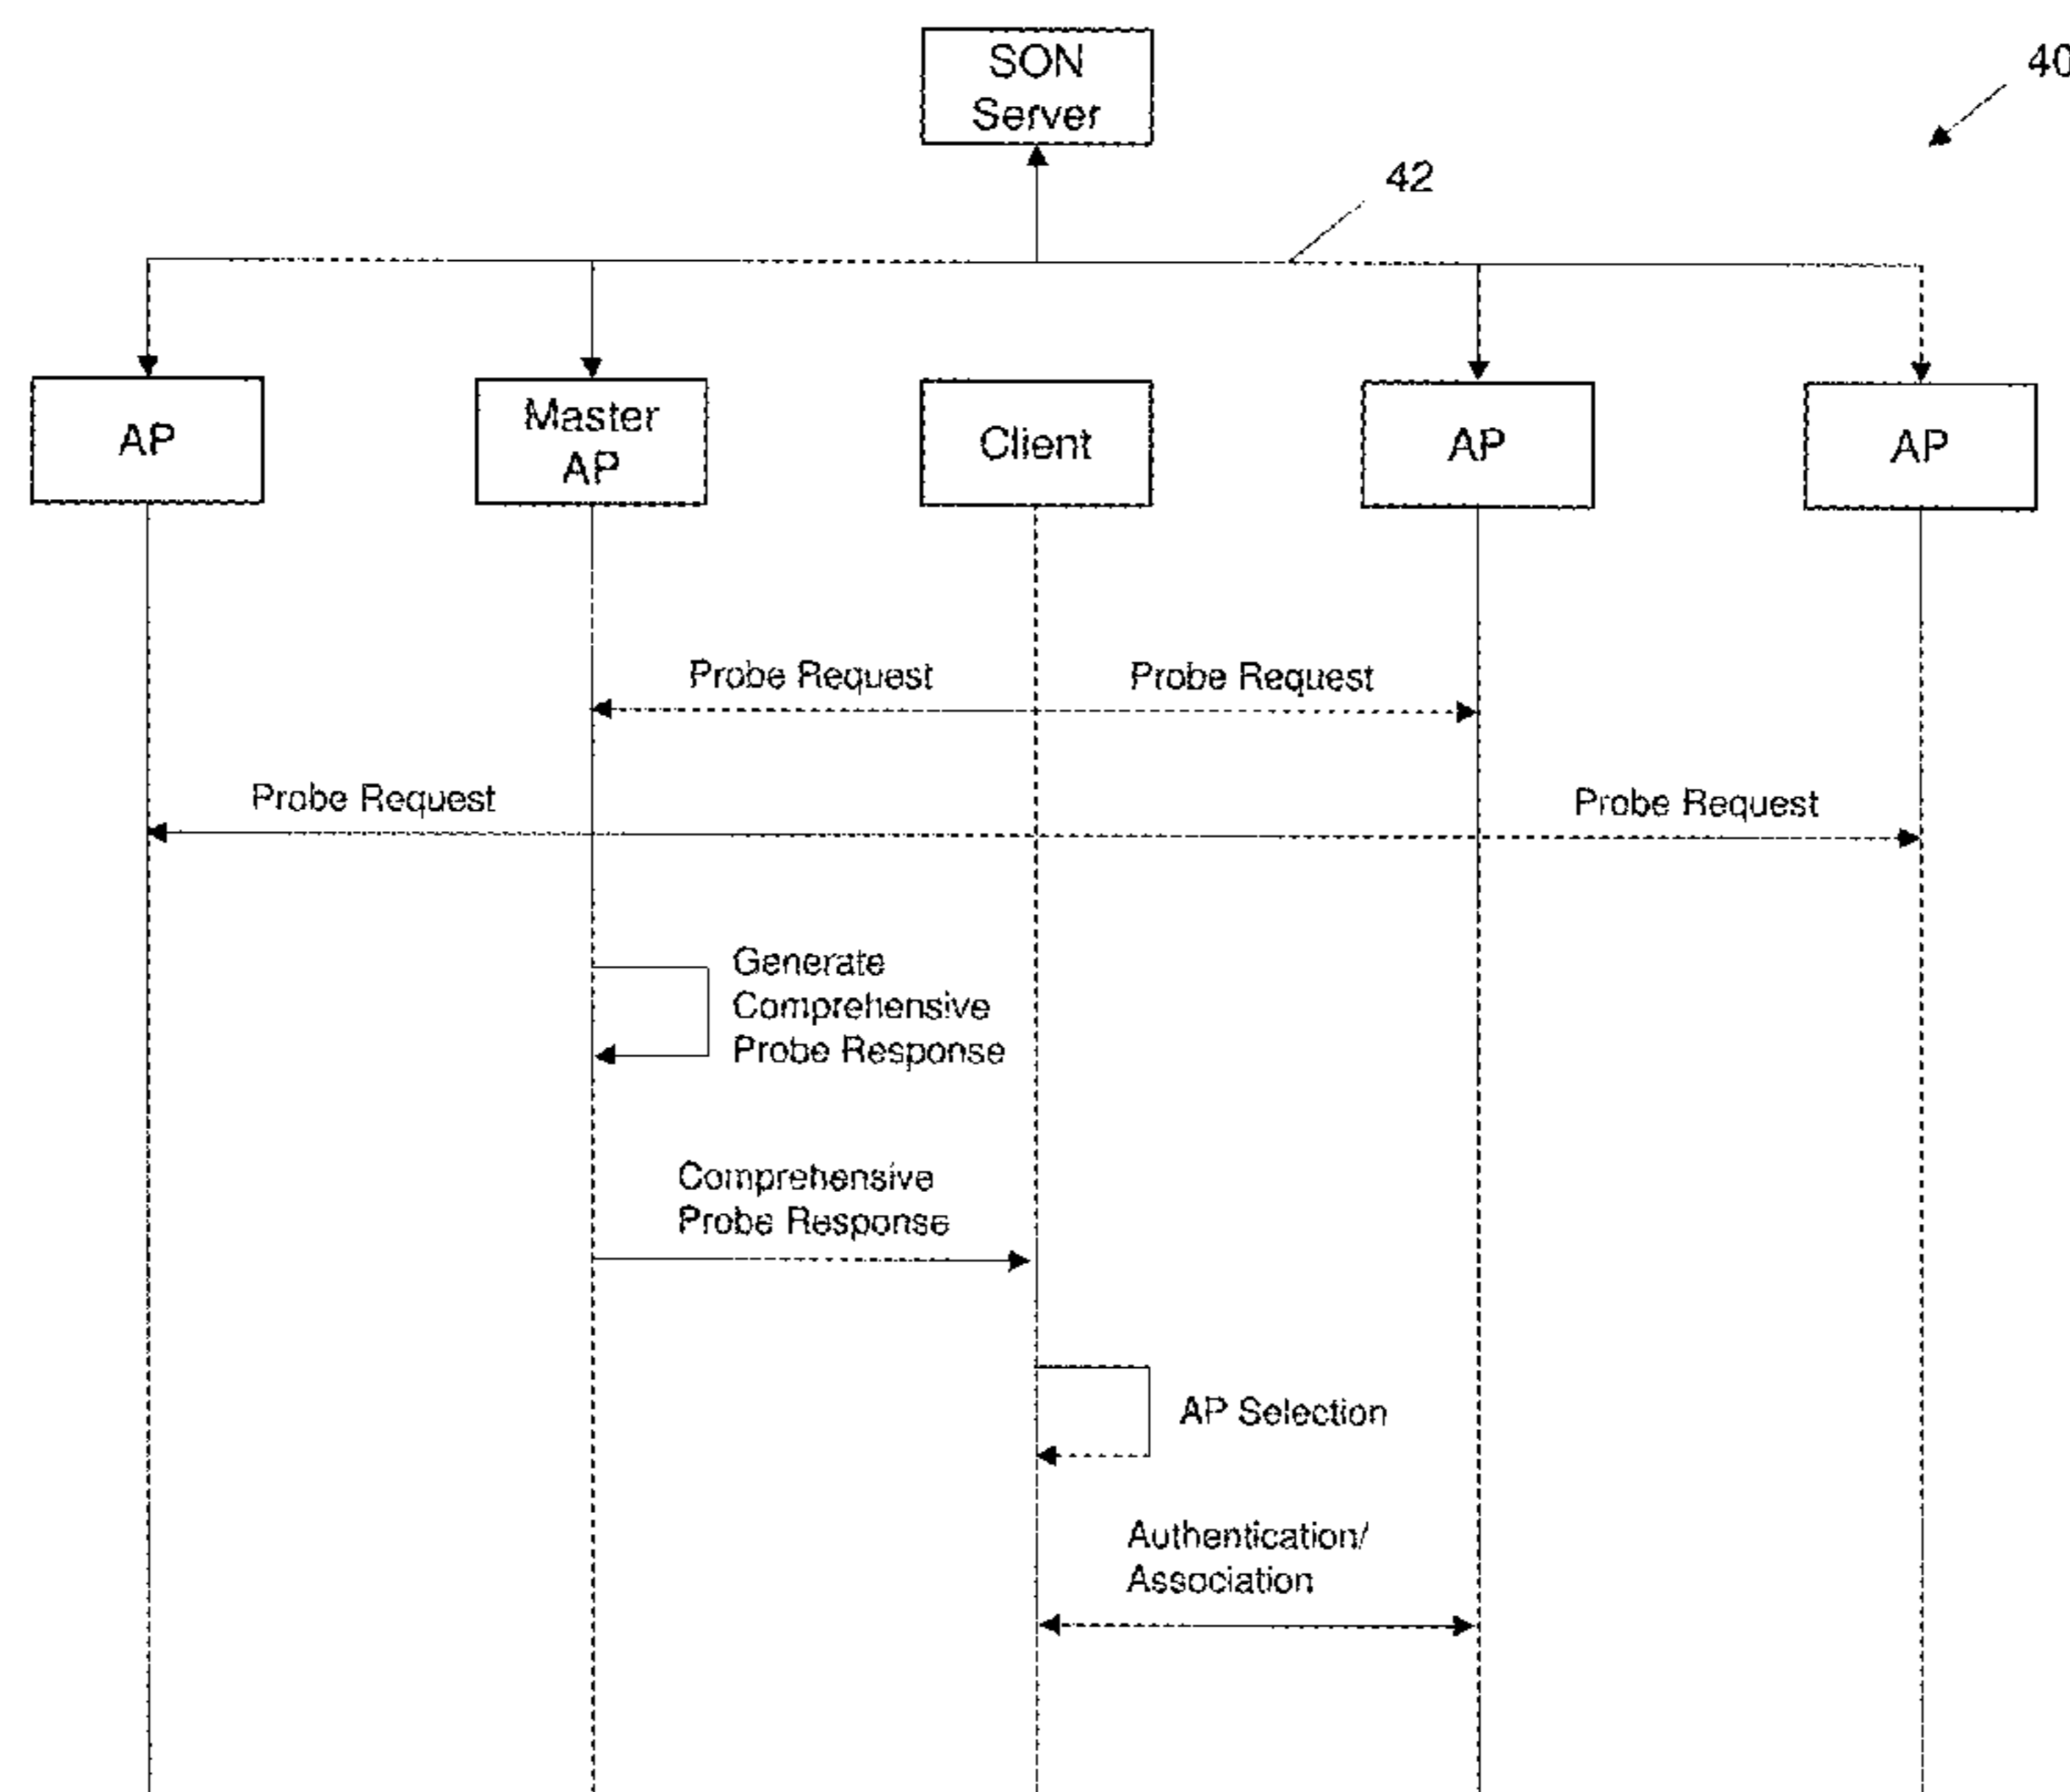 SON
Server
40
42
AP
Master
AP
Client
AP
AP
Probe Request
Probe Request
Probe Request
Probe Request
Generate
Comprehensive
Probe Response
Comprehensive
Probe Response
AP Selection
Authentication/
Association